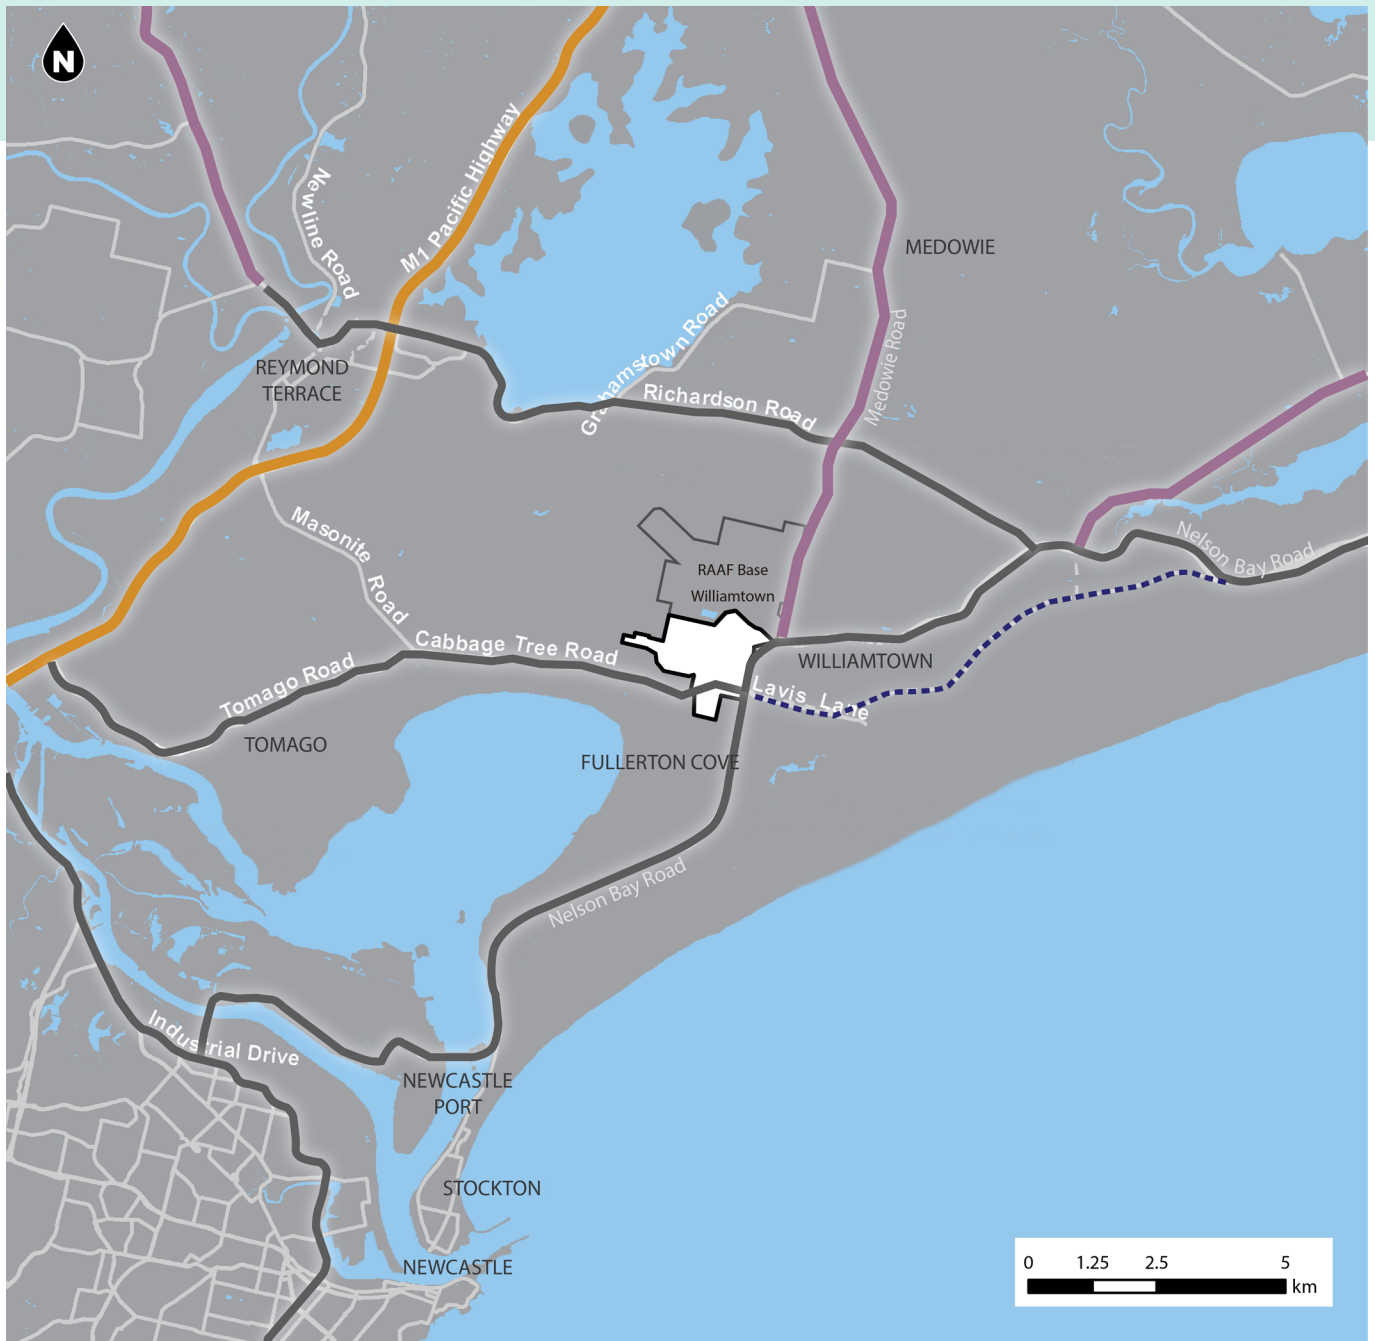 N
Newline Road
M1 Pacific Highway
MEDOWIE
Grahamstown Road
Medowie Road
REYMOND
TERRACE
Richardson Road
Masonite Road
Nelson Bay Road
RAAF Base
Williamtown
Cabbage Tree Road
WILLIAMTOWN
Tomago Road
Lavis Lane
TOMAGO
FULLERTON COVE
Nelson Bay Road
Industrial Drive
NEWCASTLE
PORT
STOCKTON
NEWCASTLE
0 1.25 2.5 5
km